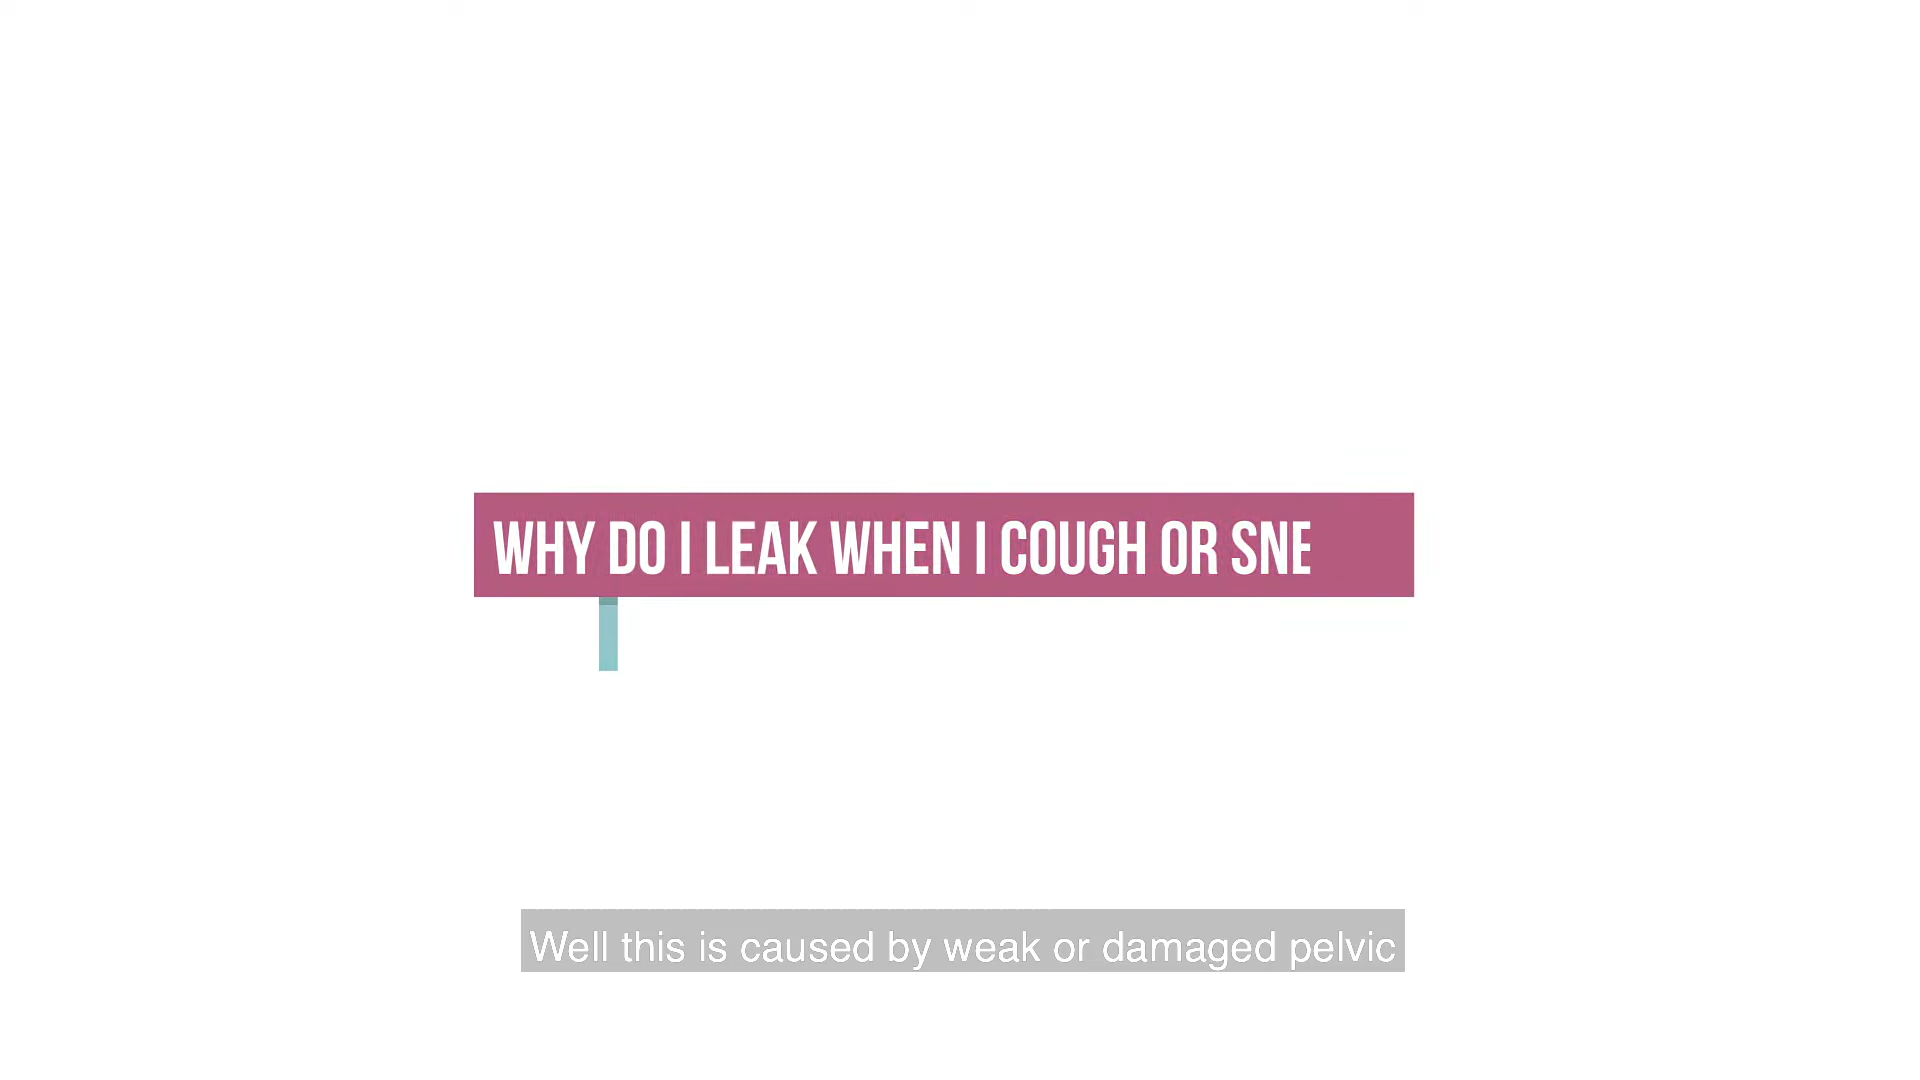 WHY DO I LEAK WHEN I COUGH OR SNE
Well this is caused by weak or damaged pelvic